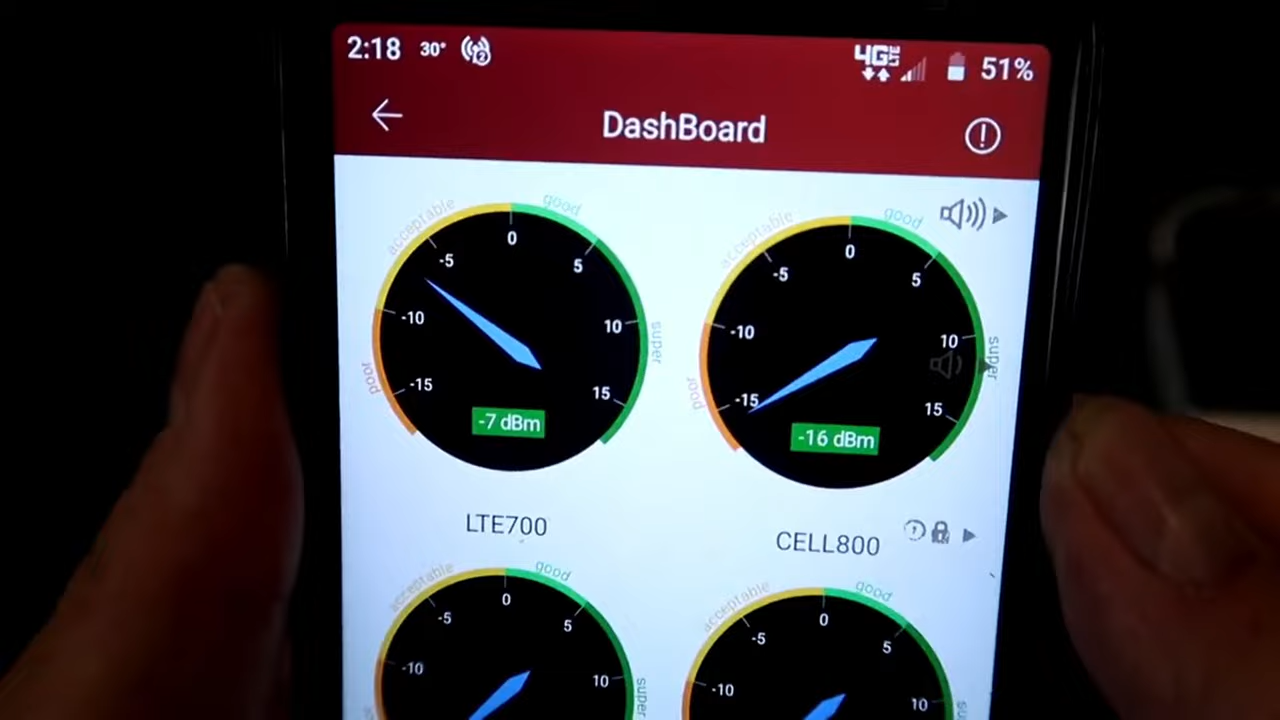 2:18 30° 2 4G LTE 51%
DashBoard
acceptable good
-5 0 5
-10 10
poor super
-15 15
-7 dBm
LTE700
acceptable good
-5 0 5
-10 10
poor super
-15 15
-16 dBm
CELL800
acceptable good
-5 0 5
-10 10
super
acceptable good
-5 0 5
-10 10